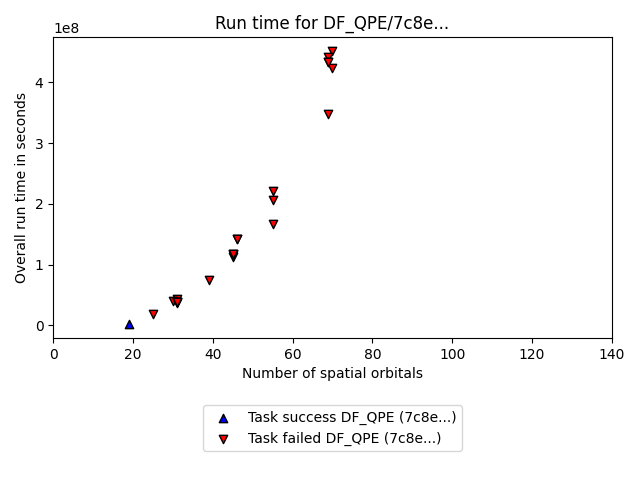 Run time for DF_QPE/7c8e...
1e8
4
3
2
1
0
Overall run time in seconds
0 20 40 60 80 100 120 140
Number of spatial orbitals
Task success DF_QPE (7c8e...)
Task failed DF_QPE (7c8e...)